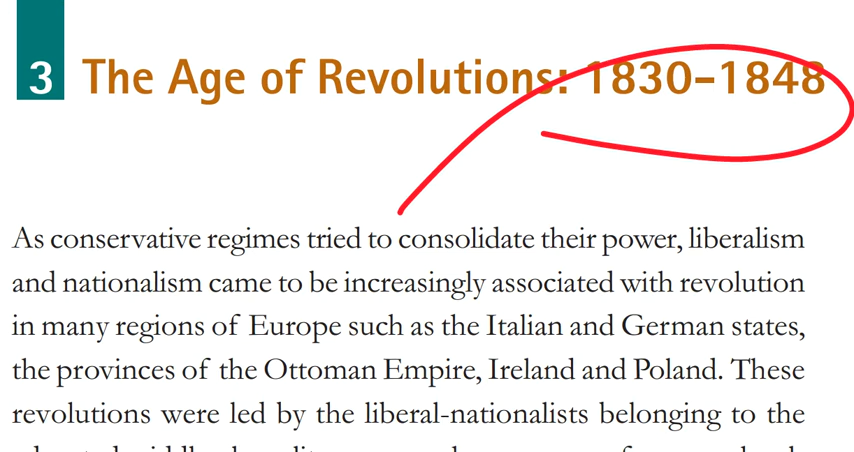 3 The Age of Revolutions: 1830–1848
As conservative regimes tried to consolidate their power, liberalism
and nationalism came to be increasingly associated with revolution
in many regions of Europe such as the Italian and German states,
the provinces of the Ottoman Empire, Ireland and Poland. These
revolutions were led by the liberal-nationalists belonging to the